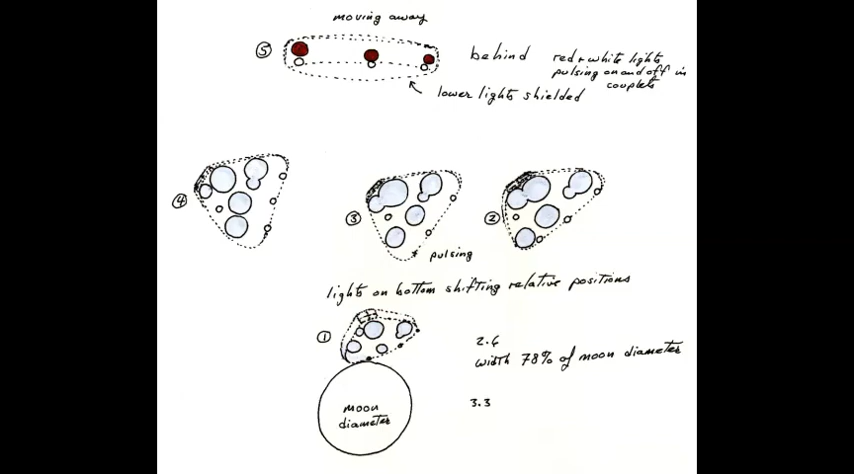 moving away
⑤
behind
red + white lights
pulsing on and off in
couplets
lower lights shielded
④
③
②
* pulsing
lights on bottom shifting relative positions
①
2.6
width 78% of moon diameter
3.3
moon
diameter